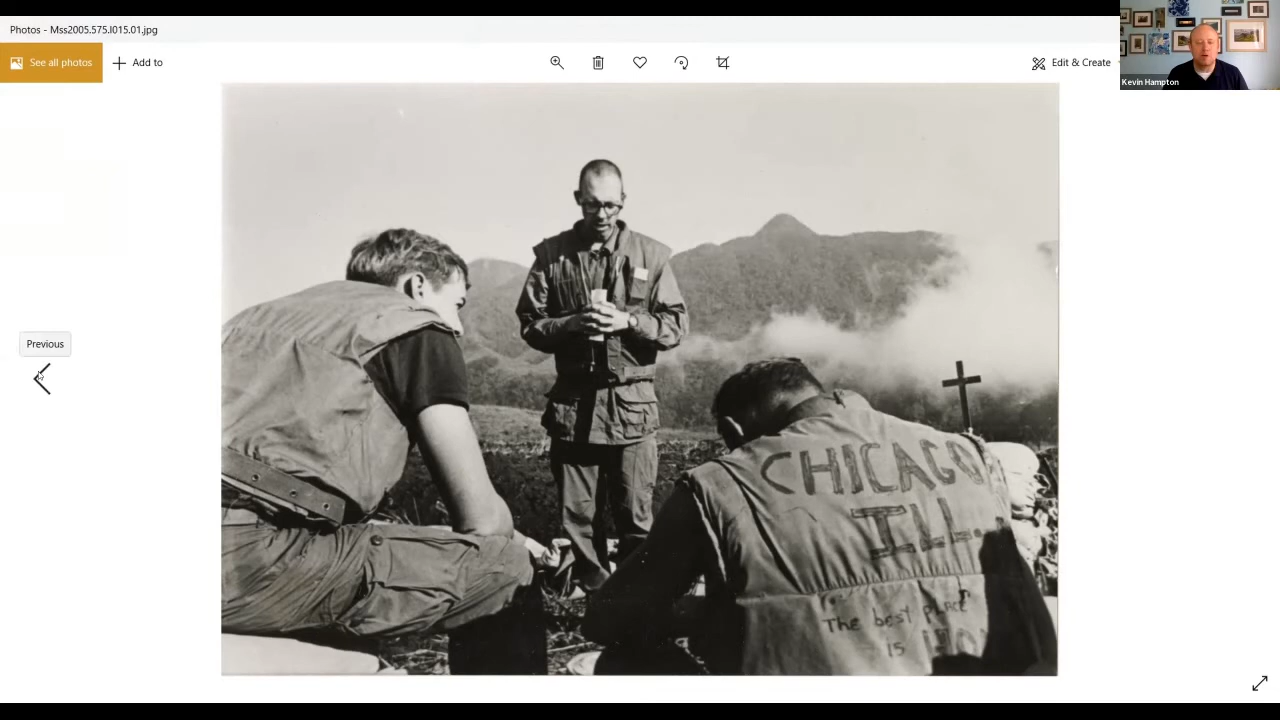 Photos - Mss2005.575.I015.01.jpg
See all photos
Add to
Edit & Create
Kevin Hampton
Previous
CHICAGO
ILL.
"The best place
is